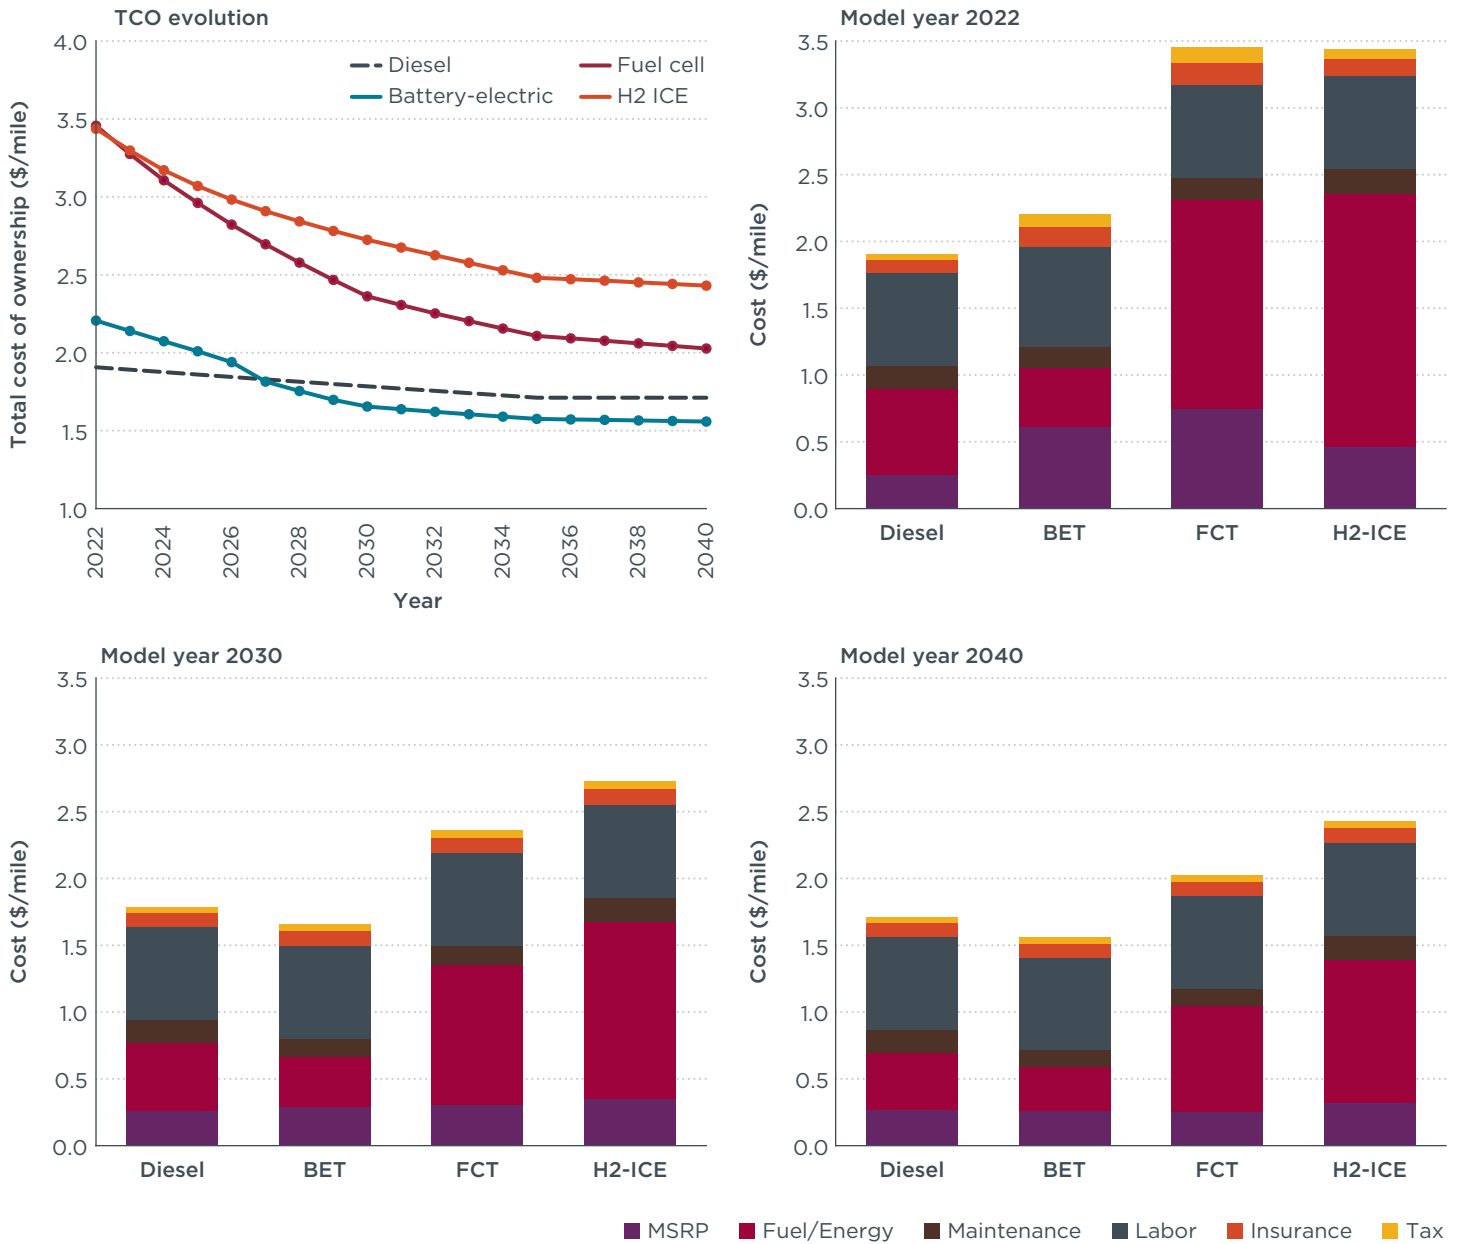 TCO evolution
4.0
3.5
3.0
2.5
2.0
1.5
1.0
Total cost of ownership ($/mile)
Diesel
Fuel cell
Battery-electric
H2 ICE
2022
2024
2026
2028
2030
2032
2034
2036
2038
2040
Year
Model year 2022
3.5
3.0
2.5
2.0
1.5
1.0
0.5
0.0
Cost ($/mile)
Diesel
BET
FCT
H2-ICE
Model year 2030
3.5
3.0
2.5
2.0
1.5
1.0
0.5
0.0
Cost ($/mile)
Diesel
BET
FCT
H2-ICE
Model year 2040
3.5
3.0
2.5
2.0
1.5
1.0
0.5
0.0
Cost ($/mile)
Diesel
BET
FCT
H2-ICE
MSRP
Fuel/Energy
Maintenance
Labor
Insurance
Tax